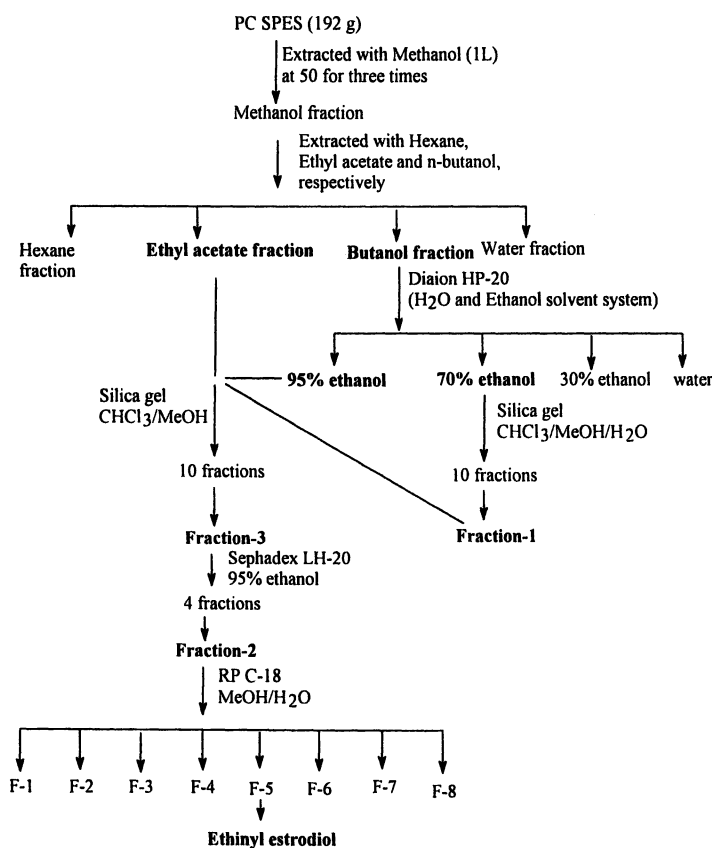 PC SPES (192 g)
Extracted with Methanol (1L)
at 50 for three times
Methanol fraction
Extracted with Hexane,
Ethyl acetate and n-butanol,
respectively
Hexane
fraction
Ethyl acetate fraction
Butanol fraction
Water fraction
Diaion HP-20
(H2O and Ethanol solvent system)
95% ethanol
70% ethanol
30% ethanol
water
Silica gel
CHCl3/MeOH
Silica gel
CHCl3/MeOH/H2O
10 fractions
10 fractions
Fraction-3
Fraction-1
Sephadex LH-20
95% ethanol
4 fractions
Fraction-2
RP C-18
MeOH/H2O
F-1
F-2
F-3
F-4
F-5
F-6
F-7
F-8
Ethinyl estrodiol